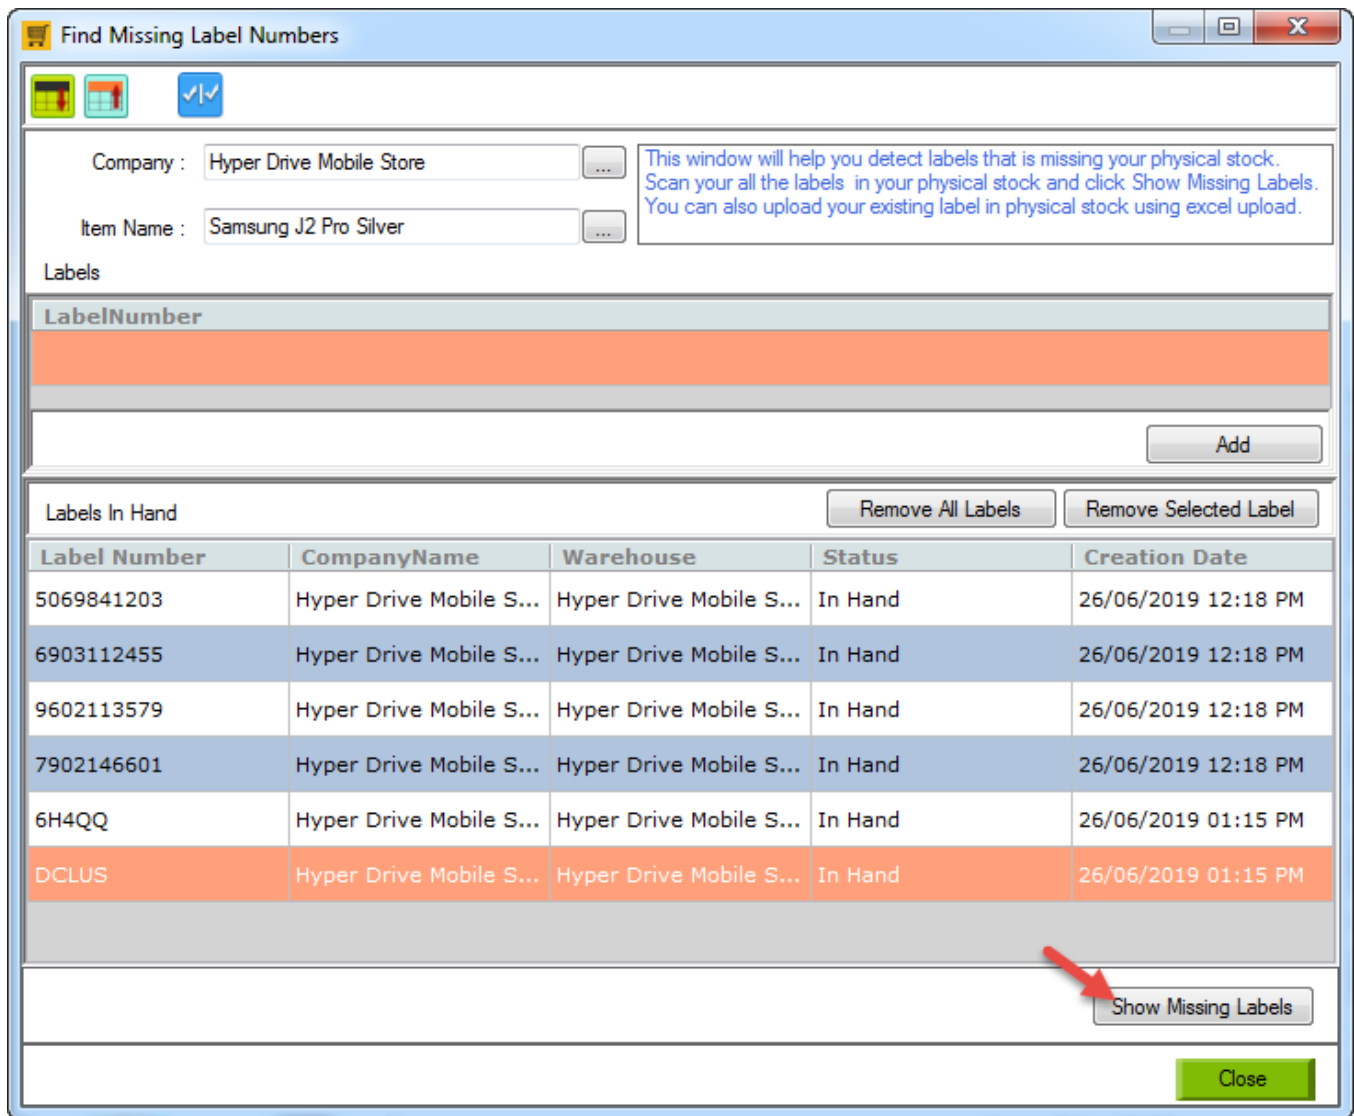 Find Missing Label Numbers
Company :
Hyper Drive Mobile Store
...
This window will help you detect labels that is missing your physical stock.
Scan your all the labels in your physical stock and click Show Missing Labels.
You can also upload your existing label in physical stock using excel upload.
Item Name :
Samsung J2 Pro Silver
...
Labels
LabelNumber
Add
Labels In Hand
Remove All Labels
Remove Selected Label
Label Number CompanyName Warehouse Status Creation Date
5069841203 Hyper Drive Mobile S... Hyper Drive Mobile S... In Hand 26/06/2019 12:18 PM
6903112455 Hyper Drive Mobile S... Hyper Drive Mobile S... In Hand 26/06/2019 12:18 PM
9602113579 Hyper Drive Mobile S... Hyper Drive Mobile S... In Hand 26/06/2019 12:18 PM
7902146601 Hyper Drive Mobile S... Hyper Drive Mobile S... In Hand 26/06/2019 12:18 PM
6H4QQ Hyper Drive Mobile S... Hyper Drive Mobile S... In Hand 26/06/2019 01:15 PM
DCLUS Hyper Drive Mobile S... Hyper Drive Mobile S... In Hand 26/06/2019 01:15 PM
Show Missing Labels
Close